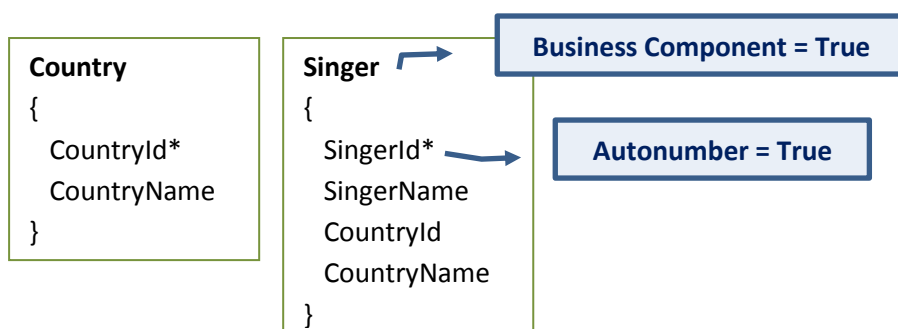 Country
{
CountryId*
CountryName
}
Singer
{
SingerId*
SingerName
CountryId
CountryName
}
Business Component = True
Autonumber = True